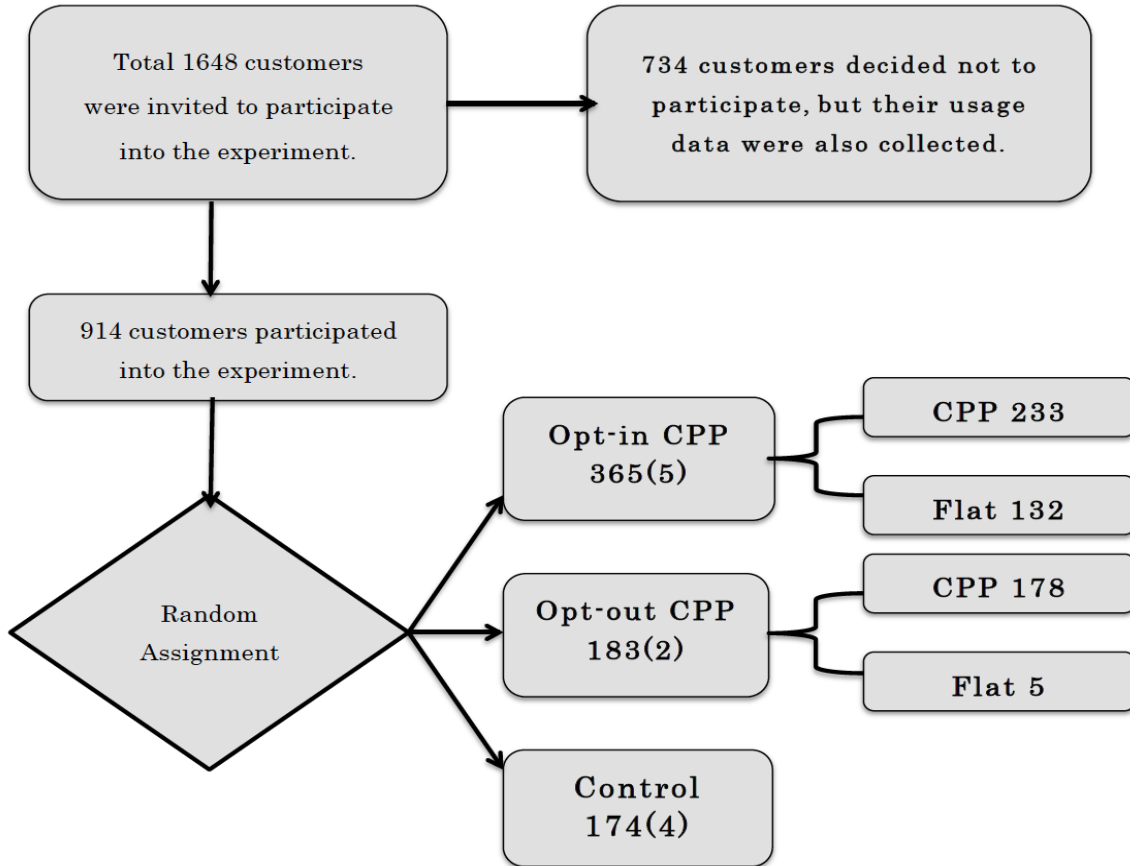 Total 1648 customers
were invited to participate
into the experiment.
734 customers decided not to
participate, but their usage
data were also collected.
914 customers participated
into the experiment.
Random
Assignment
Opt-in CPP
365(5)
CPP 233
Flat 132
Opt-out CPP
183(2)
CPP 178
Flat 5
Control
174(4)